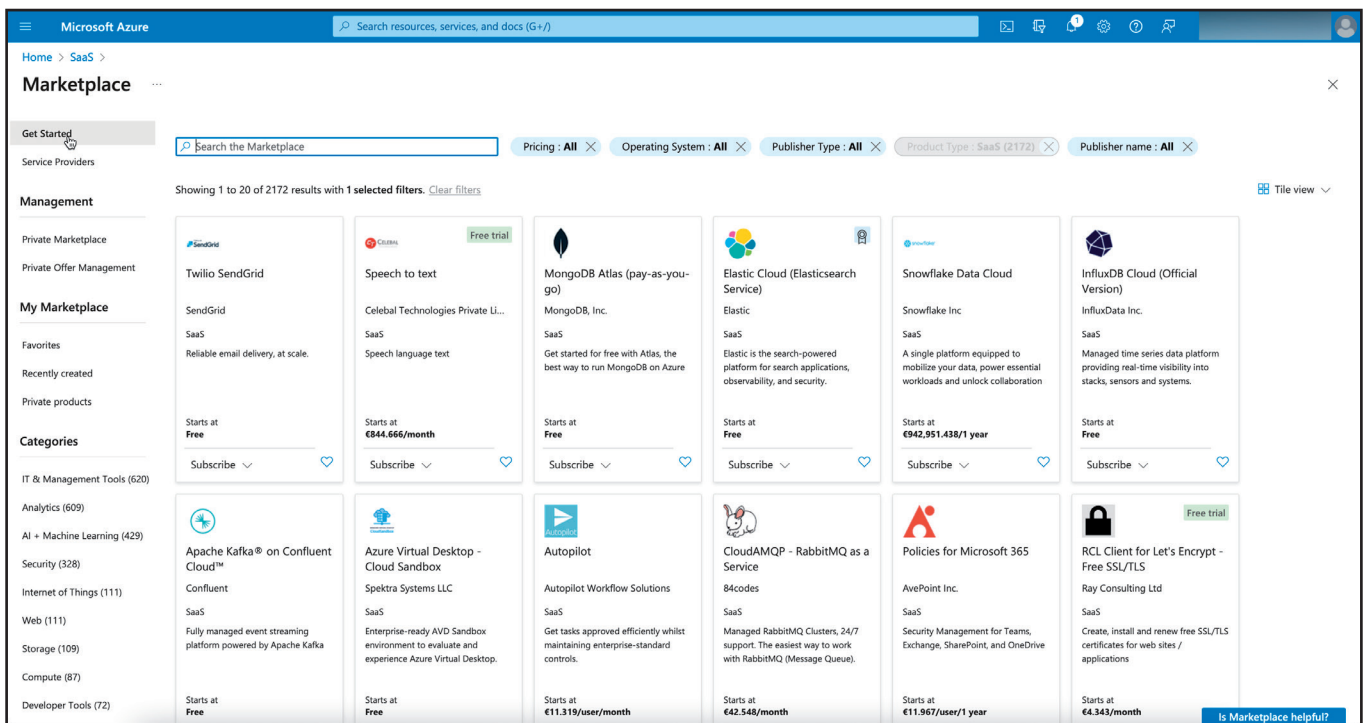 Microsoft Azure
Search resources, services, and docs (G+/)
1
Home > SaaS >
Marketplace ...
Get Started
Service Providers
Management
Private Marketplace
Private Offer Management
My Marketplace
Favorites
Recently created
Private products
Categories
IT & Management Tools (620)
Analytics (609)
AI + Machine Learning (429)
Security (328)
Internet of Things (111)
Web (111)
Storage (109)
Compute (87)
Developer Tools (72)
Search the Marketplace
Pricing : All
Operating System : All
Publisher Type : All
Product Type : SaaS (2172)
Publisher name : All
Showing 1 to 20 of 2172 results with 1 selected filters. Clear filters
Tile view
SendGrid
Twilio SendGrid
SendGrid
SaaS
Reliable email delivery, at scale.
Starts at
Free
Subscribe
CELEBAL
Free trial
Speech to text
Celebal Technologies Private Li...
SaaS
Speech language text
Starts at
€844.666/month
Subscribe
MongoDB Atlas (pay-as-you-
go)
MongoDB, Inc.
SaaS
Get started for free with Atlas, the
best way to run MongoDB on Azure
Starts at
Free
Subscribe
Elastic Cloud (Elasticsearch
Service)
Elastic
SaaS
Elastic is the search-powered
platform for search applications,
observability, and security.
Starts at
Free
Subscribe
snowflake
Snowflake Data Cloud
Snowflake Inc
SaaS
A single platform equipped to
mobilize your data, power essential
workloads and unlock collaboration
Starts at
€942,951.438/1 year
Subscribe
InfluxDB Cloud (Official
Version)
InfluxData Inc.
SaaS
Managed time series data platform
providing real-time visibility into
stacks, sensors and systems.
Starts at
Free
Subscribe
Apache Kafka® on Confluent
Cloud™
Confluent
SaaS
Fully managed event streaming
platform powered by Apache Kafka
Starts at
Free
Azure Virtual Desktop -
Cloud Sandbox
Spektra Systems LLC
SaaS
Enterprise-ready AVD Sandbox
environment to evaluate and
experience Azure Virtual Desktop.
Starts at
Free
Autopilot
Autopilot
Autopilot Workflow Solutions
SaaS
Get tasks approved efficiently whilst
maintaining enterprise-standard
controls.
Starts at
€11.319/user/month
CloudAMQP - RabbitMQ as a
Service
84codes
SaaS
Managed RabbitMQ Clusters, 24/7
support. The easiest way to work
with RabbitMQ (Message Queue).
Starts at
€42.548/month
Policies for Microsoft 365
AvePoint Inc.
SaaS
Security Management for Teams,
Exchange, SharePoint, and OneDrive
Starts at
€11.967/user/1 year
Free trial
RCL Client for Let's Encrypt -
Free SSL/TLS
Ray Consulting Ltd
SaaS
Create, install and renew free SSL/TLS
certificates for web sites /
applications
Starts at
€4.343/month
Is Marketplace helpful?